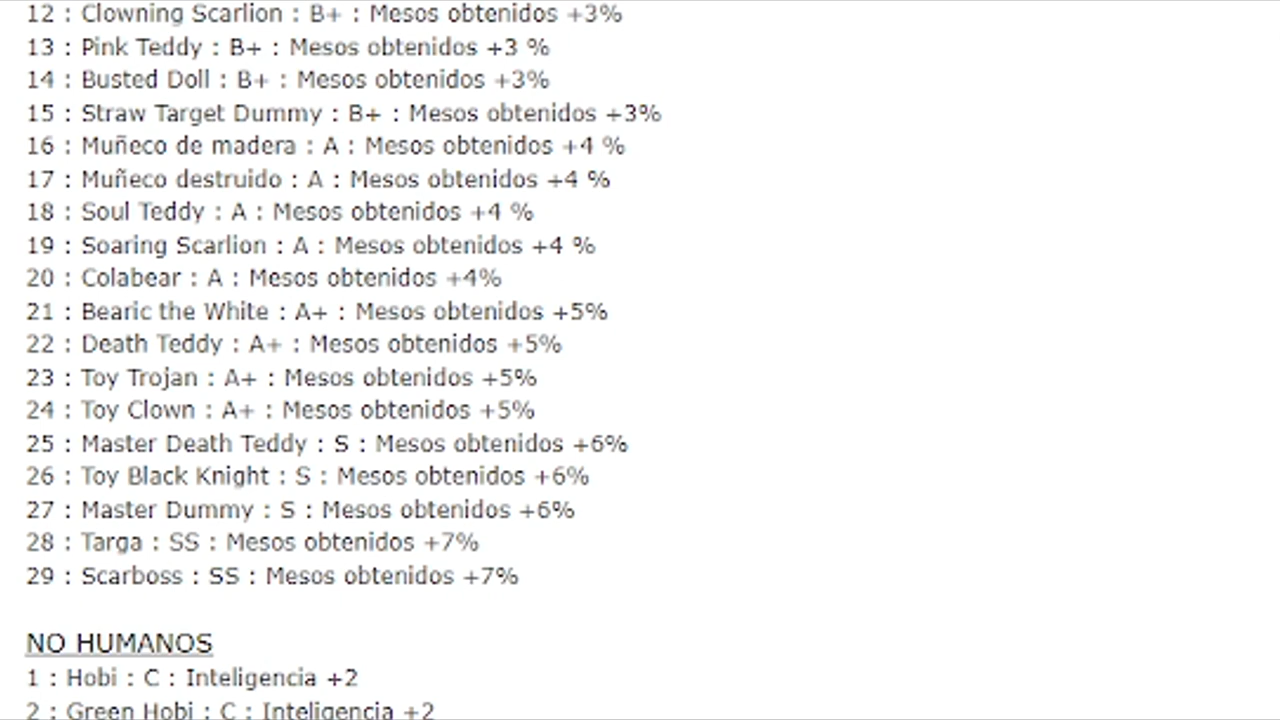 12 : Clowning Scarlion : B+ : Mesos obtenidos +3%
13 : Pink Teddy : B+ : Mesos obtenidos +3 %
14 : Busted Doll : B+ : Mesos obtenidos +3%
15 : Straw Target Dummy : B+ : Mesos obtenidos +3%
16 : Muñeco de madera : A : Mesos obtenidos +4 %
17 : Muñeco destruido : A : Mesos obtenidos +4 %
18 : Soul Teddy : A : Mesos obtenidos +4 %
19 : Soaring Scarlion : A : Mesos obtenidos +4 %
20 : Colabear : A : Mesos obtenidos +4%
21 : Bearic the White : A+ : Mesos obtenidos +5%
22 : Death Teddy : A+ : Mesos obtenidos +5%
23 : Toy Trojan : A+ : Mesos obtenidos +5%
24 : Toy Clown : A+ : Mesos obtenidos +5%
25 : Master Death Teddy : S : Mesos obtenidos +6%
26 : Toy Black Knight : S : Mesos obtenidos +6%
27 : Master Dummy : S : Mesos obtenidos +6%
28 : Targa : SS : Mesos obtenidos +7%
29 : Scarboss : SS : Mesos obtenidos +7%
NO HUMANOS
1 : Hobi : C : Inteligencia +2
2 : Green Hobi : C : Inteligencia +2